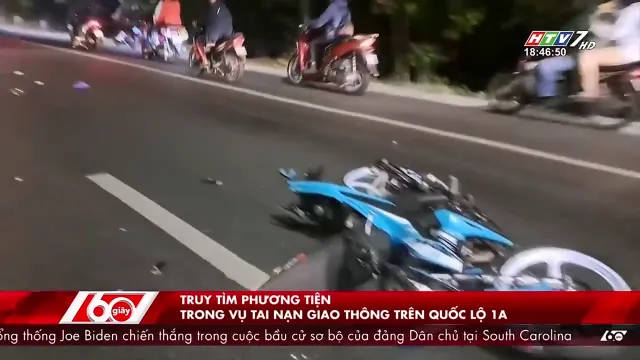 HTV7 HD
18:46:50
60 giây
TRUY TÌM PHƯƠNG TIỆN
TRONG VỤ TAI NẠN GIAO THÔNG TRÊN QUỐC LỘ 1A
ổng thống Joe Biden chiến thắng trong cuộc bầu cử sơ bộ của đảng Dân chủ tại South Carolina
60